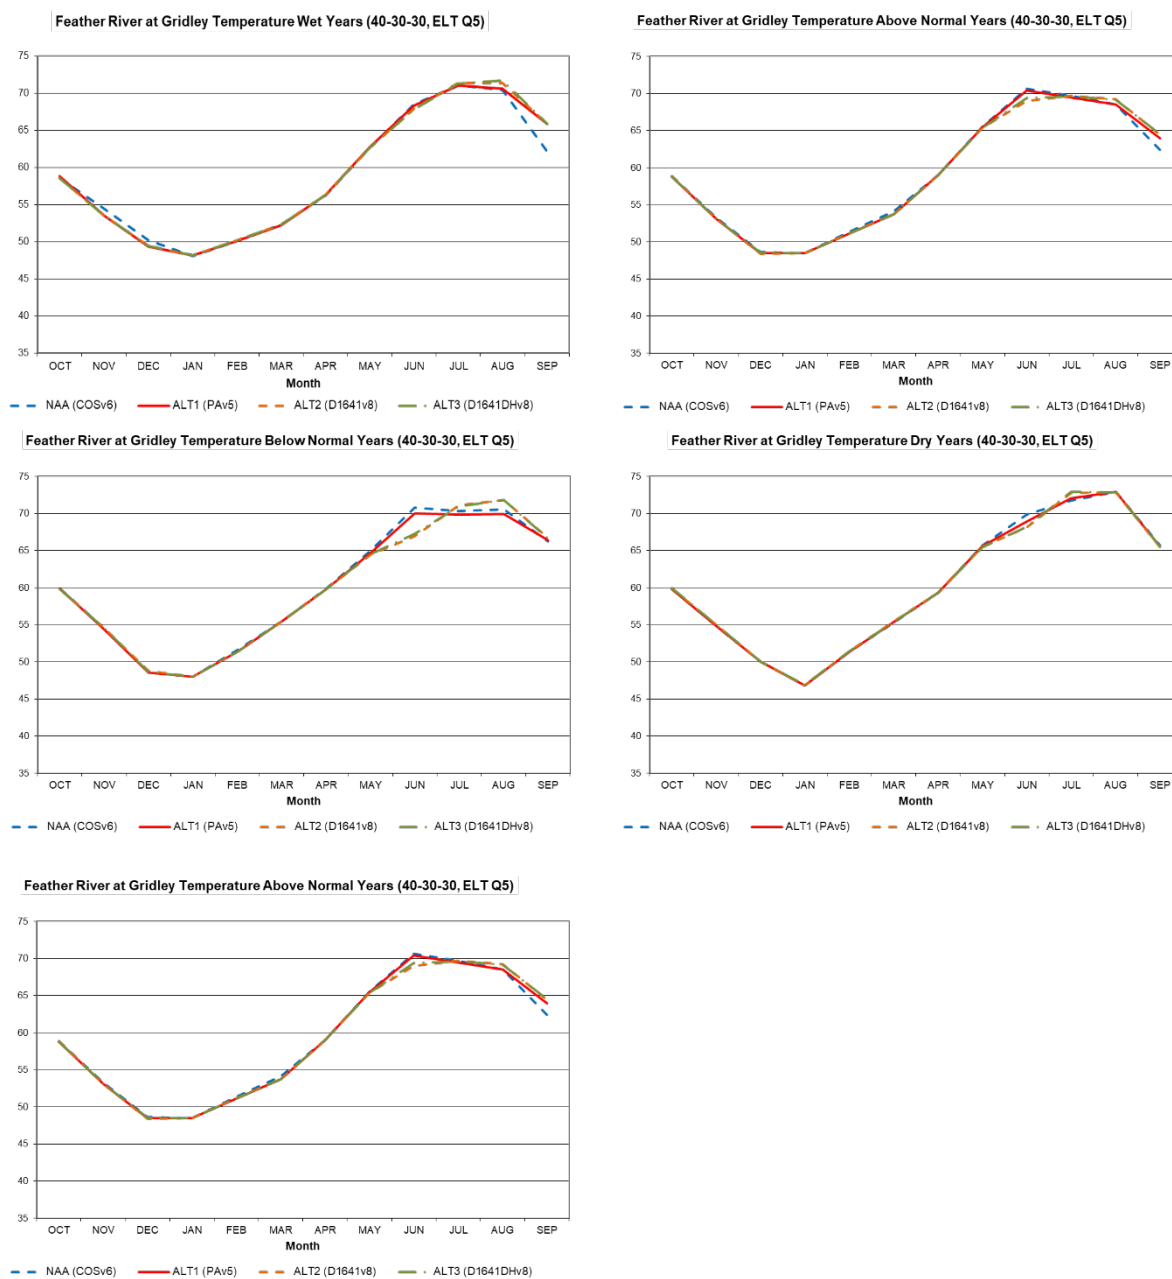 Feather River at Gridley Temperature Wet Years (40-30-30, ELT Q5)
75
70
65
60
55
50
45
40
35
OCT NOV DEC JAN FEB MAR APR MAY JUN JUL AUG SEP
Month
NAA (COSv6) ALT1 (PAv5) ALT2 (D1641v8) ALT3 (D1641DHv8)
Feather River at Gridley Temperature Above Normal Years (40-30-30, ELT Q5)
75
70
65
60
55
50
45
40
35
OCT NOV DEC JAN FEB MAR APR MAY JUN JUL AUG SEP
Month
NAA (COSv6) ALT1 (PAv5) ALT2 (D1641v8) ALT3 (D1641DHv8)
Feather River at Gridley Temperature Below Normal Years (40-30-30, ELT Q5)
75
70
65
60
55
50
45
40
35
OCT NOV DEC JAN FEB MAR APR MAY JUN JUL AUG SEP
Month
NAA (COSv6) ALT1 (PAv5) ALT2 (D1641v8) ALT3 (D1641DHv8)
Feather River at Gridley Temperature Dry Years (40-30-30, ELT Q5)
75
70
65
60
55
50
45
40
35
OCT NOV DEC JAN FEB MAR APR MAY JUN JUL AUG SEP
Month
NAA (COSv6) ALT1 (PAv5) ALT2 (D1641v8) ALT3 (D1641DHv8)
Feather River at Gridley Temperature Above Normal Years (40-30-30, ELT Q5)
75
70
65
60
55
50
45
40
35
OCT NOV DEC JAN FEB MAR APR MAY JUN JUL AUG SEP
Month
NAA (COSv6) ALT1 (PAv5) ALT2 (D1641v8) ALT3 (D1641DHv8)